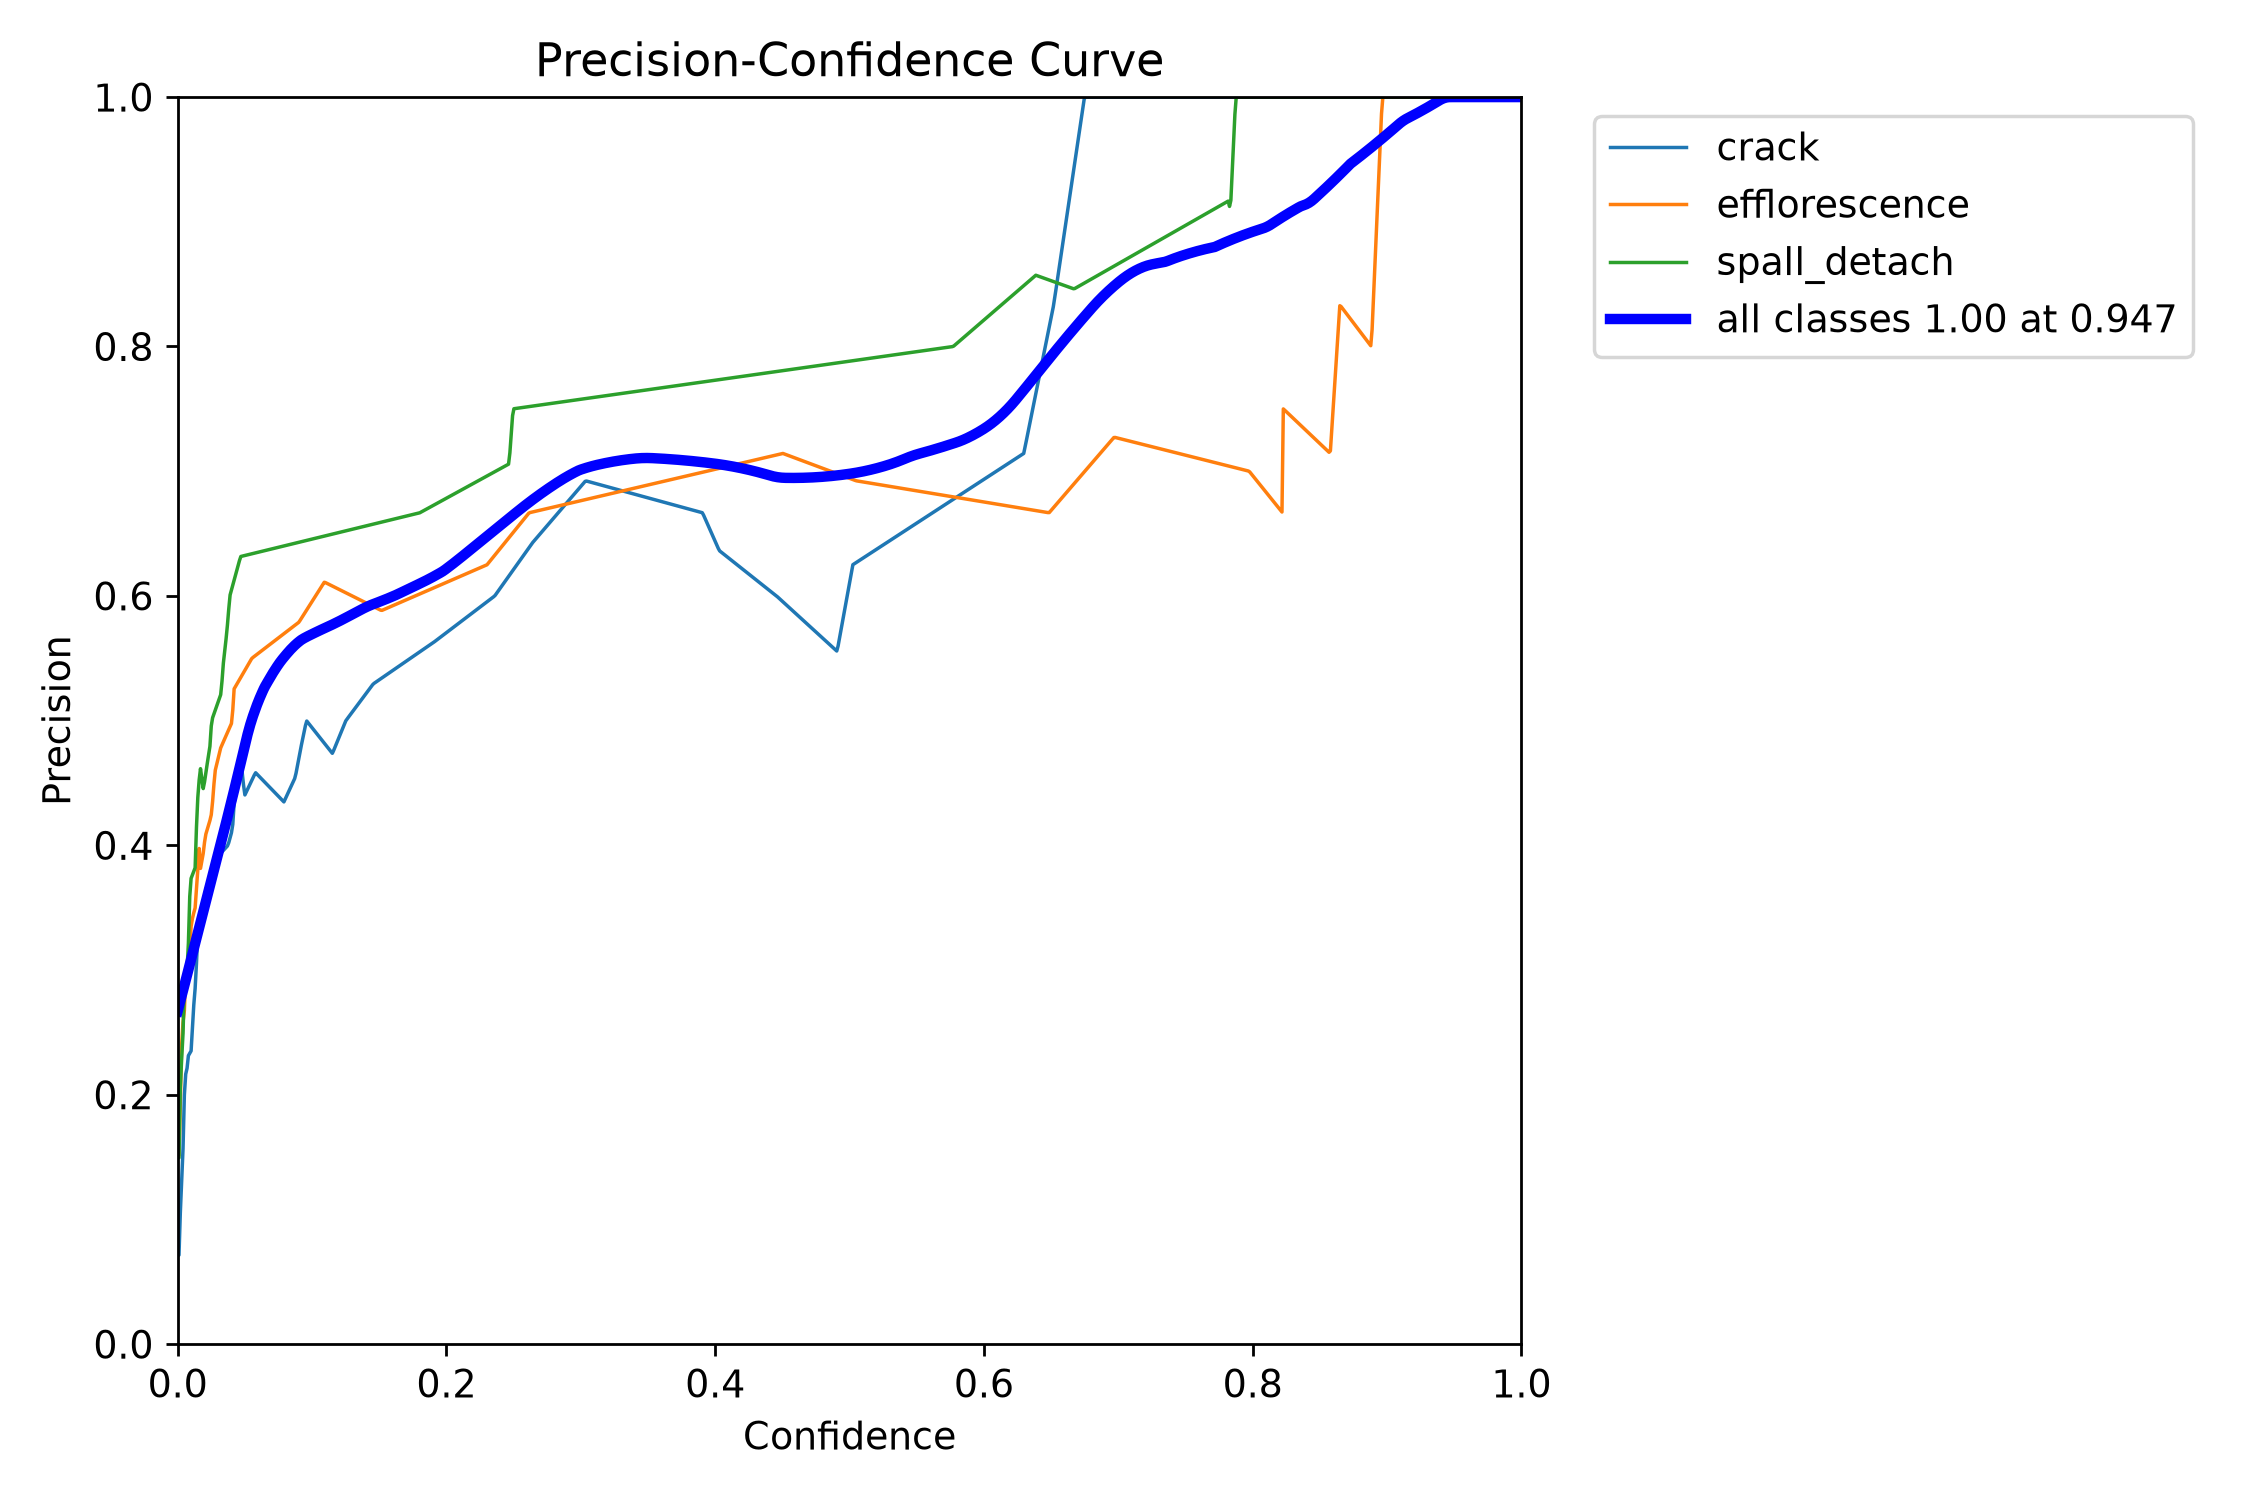 Precision-Confidence Curve
1.0
0.8
0.6
0.4
0.2
0.0
Precision
0.0 0.2 0.4 0.6 0.8 1.0
Confidence
crack
efflorescence
spall_detach
all classes 1.00 at 0.947